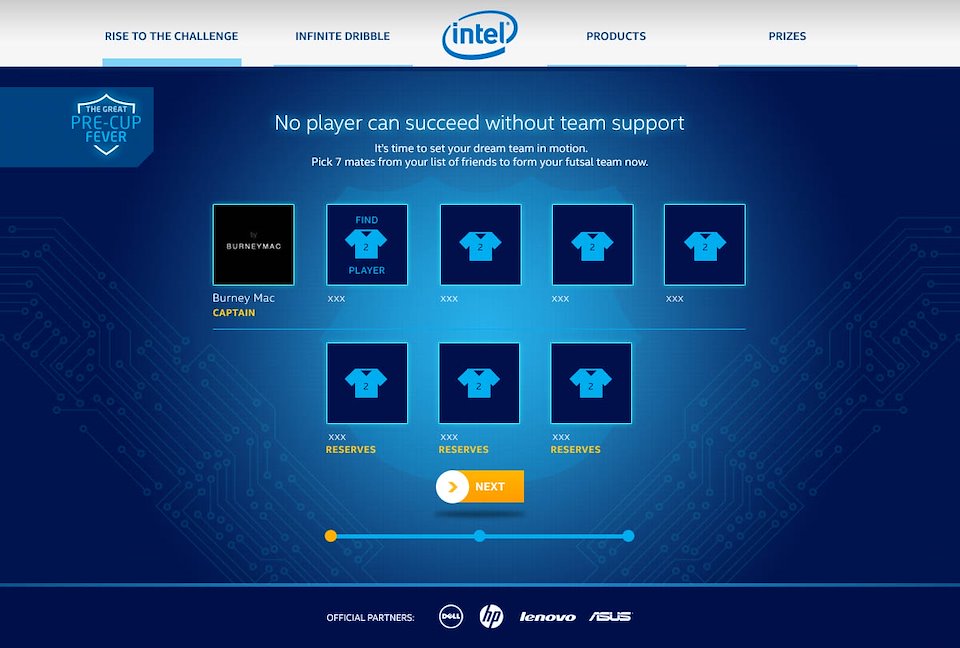 RISE TO THE CHALLENGE
INFINITE DRIBBLE
intel
PRODUCTS
PRIZES
THE GREAT
PRE-CUP
FEVER
No player can succeed without team support
It's time to set your dream team in motion.
Pick 7 mates from your list of friends to form your futsal team now.
by
BURNEYMAC
FIND
2
PLAYER
2
2
2
Burney Mac
CAPTAIN
xxx
xxx
xxx
xxx
2
2
2
xxx
RESERVES
xxx
RESERVES
xxx
RESERVES
NEXT
OFFICIAL PARTNERS:
DELL
hp
lenovo
ASUS